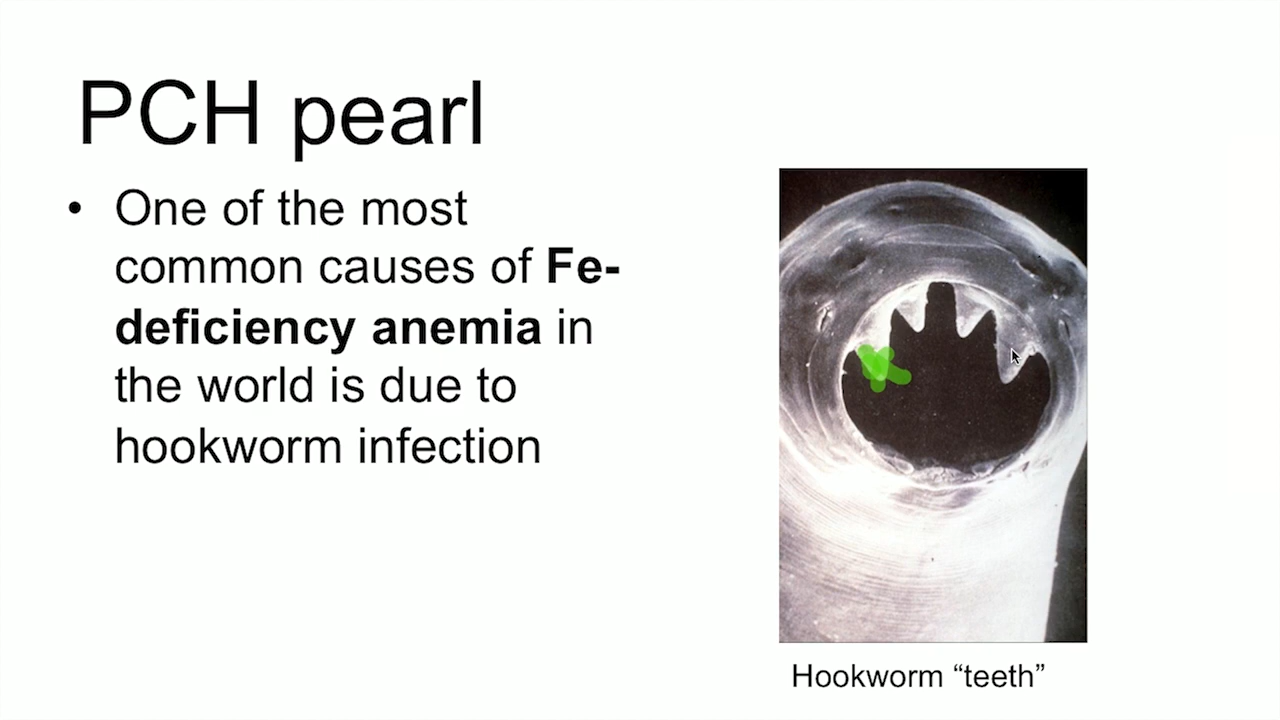 PCH pearl
• One of the most
common causes of Fe-
deficiency anemia in
the world is due to
hookworm infection
Hookworm “teeth”